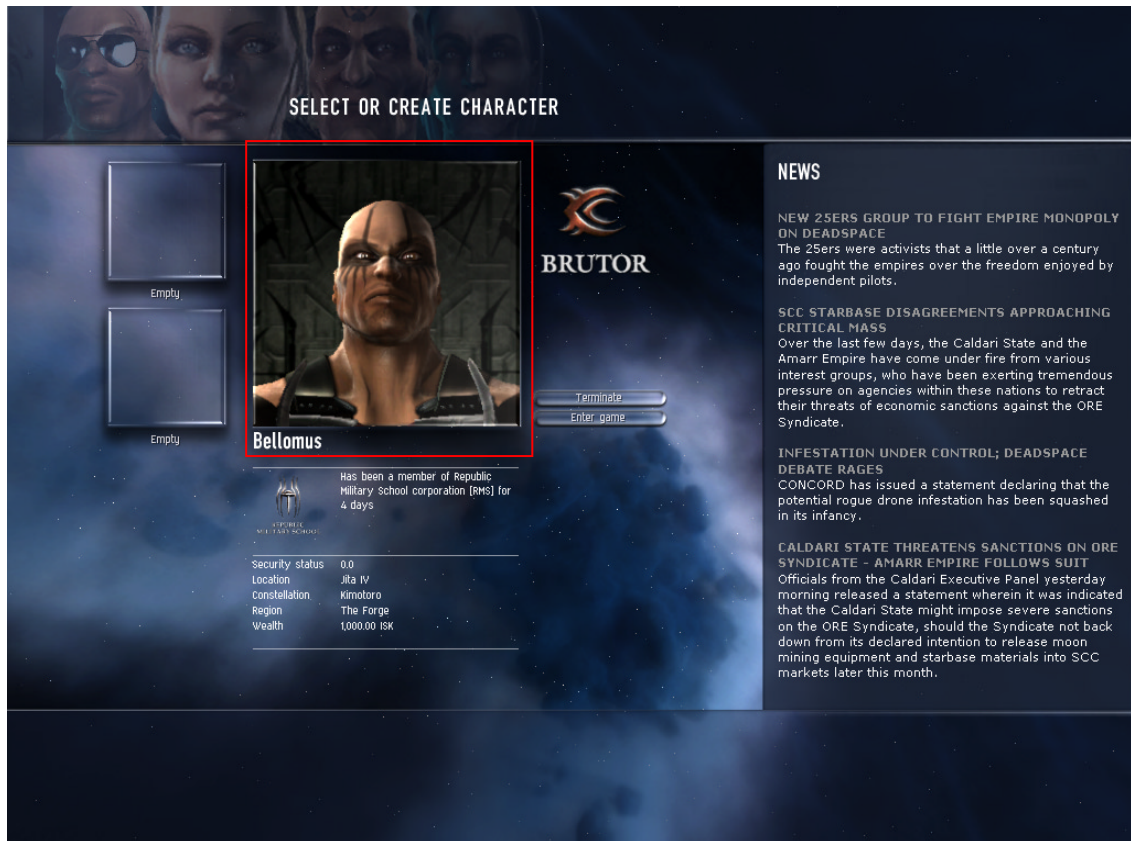 SELECT OR CREATE CHARACTER
Empty
Empty
Bellomus
BRUTOR
Terminate
Enter game
REPUBLIC
MILITARY SCHOOL
Has been a member of Republic
Military School corporation [RMS] for
4 days
Security status 0.0
Location Jita IV
Constellation Kimotoro
Region The Forge
Wealth 1,000.00 ISK
NEWS
NEW 25ERS GROUP TO FIGHT EMPIRE MONOPOLY
ON DEADSPACE
The 25ers were activists that a little over a century
ago fought the empires over the freedom enjoyed by
independent pilots.
SCC STARBASE DISAGREEMENTS APPROACHING
CRITICAL MASS
Over the last few days, the Caldari State and the
Amarr Empire have come under fire from various
interest groups, who have been exerting tremendous
pressure on agencies within these nations to retract
their threats of economic sanctions against the ORE
Syndicate.
INFESTATION UNDER CONTROL; DEADSPACE
DEBATE RAGES
CONCORD has issued a statement declaring that the
potential rogue drone infestation has been squashed
in its infancy.
CALDARI STATE THREATENS SANCTIONS ON ORE
SYNDICATE - AMARR EMPIRE FOLLOWS SUIT
Officials from the Caldari Executive Panel yesterday
morning released a statement wherein it was indicated
that the Caldari State might impose severe sanctions
on the ORE Syndicate, should the Syndicate not back
down from its declared intention to release moon
mining equipment and starbase materials into SCC
markets later this month.